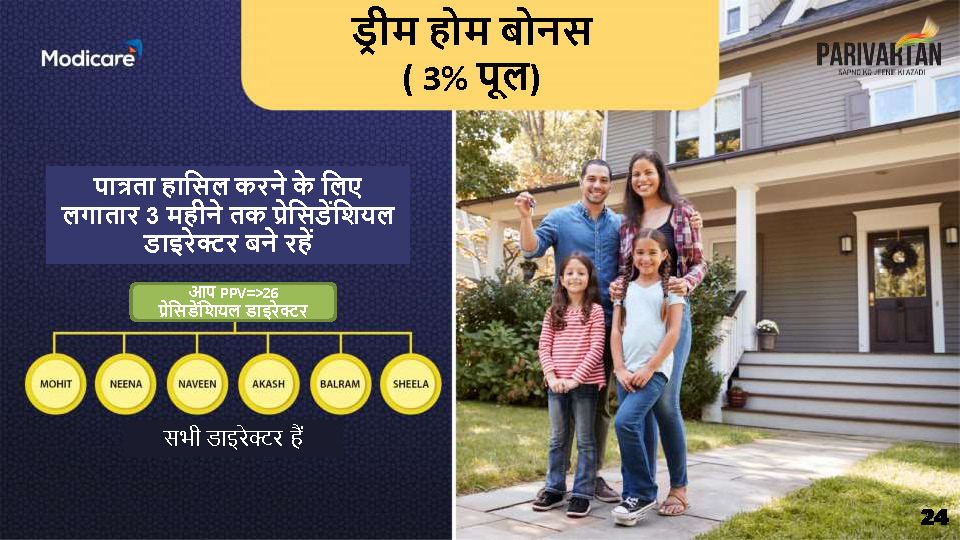 ड्रीम होम बोनस
( 3% पूल)
Modicare
PARIVARTAN
SAPNO KO JEENE KI AZADI
पात्रता हासिल करने के लिए
लगातार 3 महीने तक प्रेसिडेंशियल
डाइरेक्टर बने रहें
आप PPV=>26
प्रेसिडेंशियल डाइरेक्टर
MOHIT NEENA NAVEEN AKASH BALRAM SHEELA
सभी डाइरेक्टर हैं
24